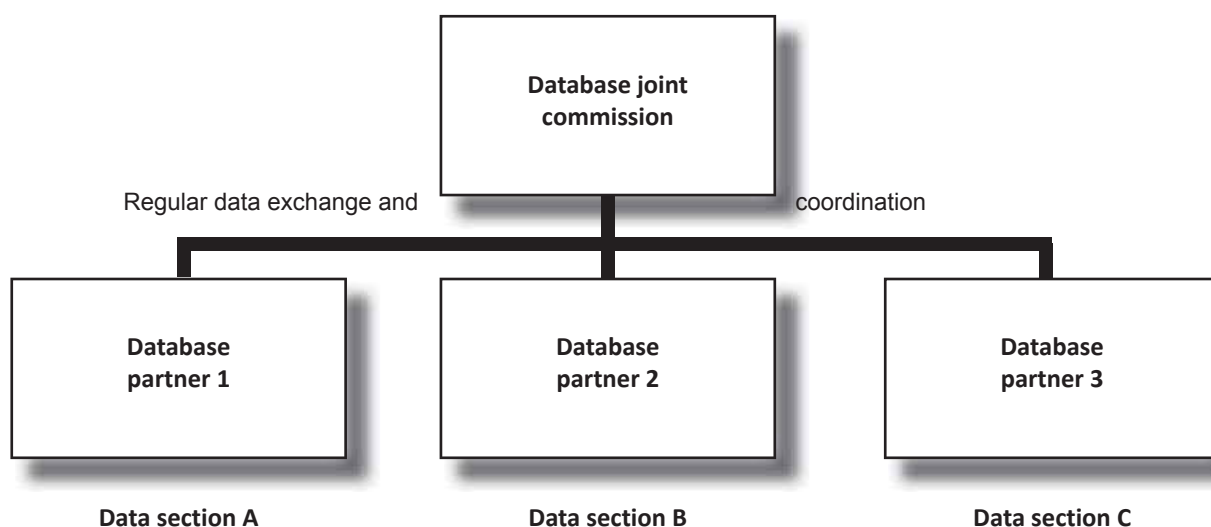 Database joint
commission
Regular data exchange and coordination
Database
partner 1
Database
partner 2
Database
partner 3
Data section A
Data section B
Data section C